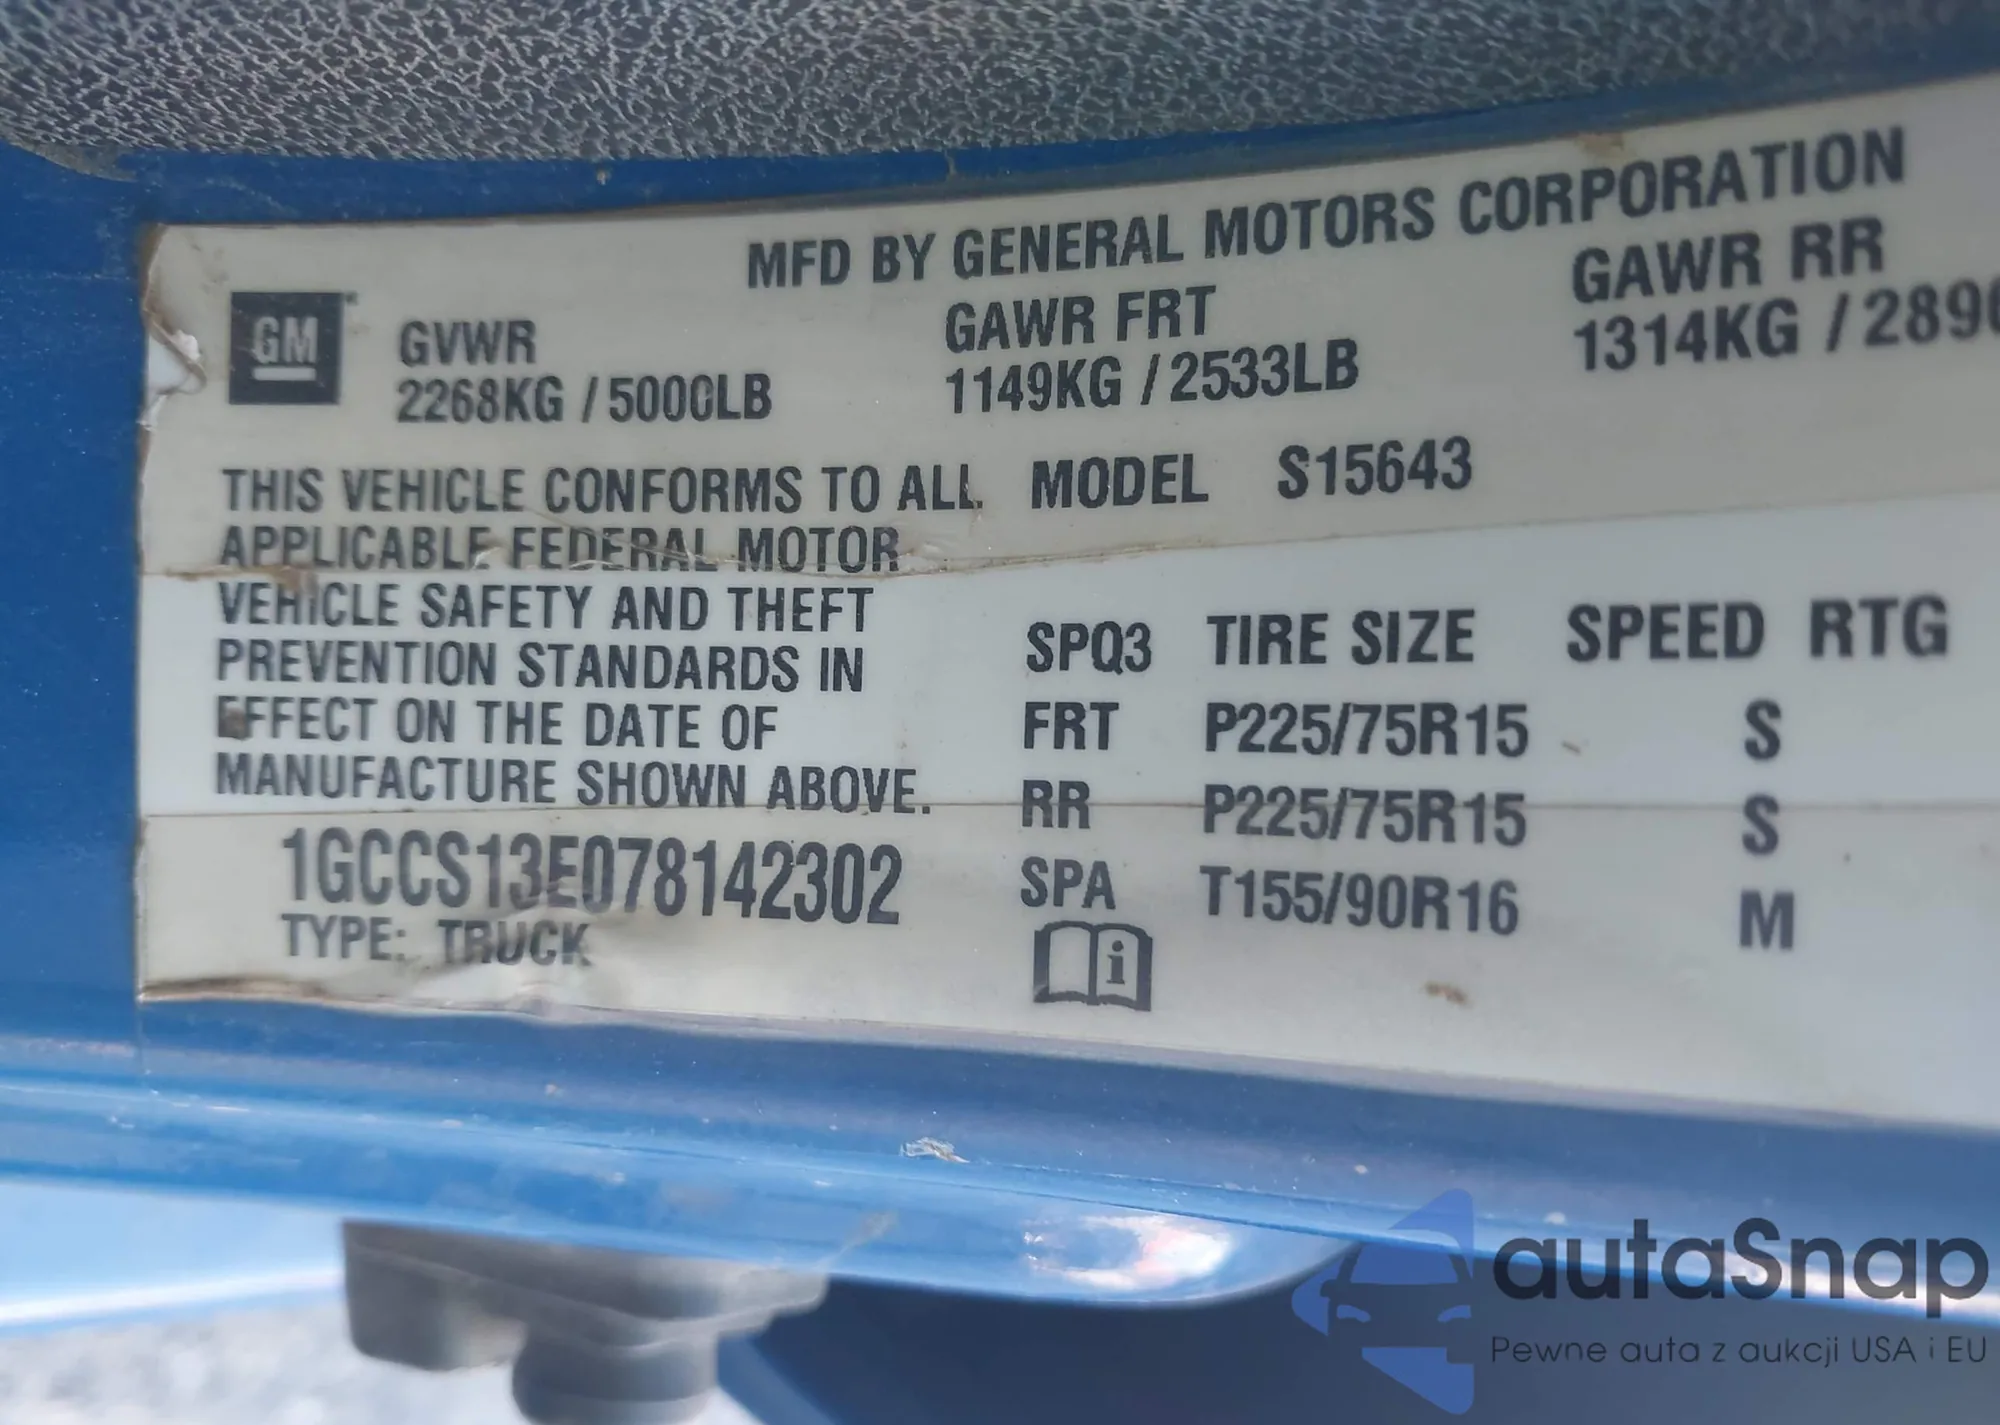 MFD BY GENERAL MOTORS CORPORATION
GM GVWR GAWR FRT GAWR RR
2268KG / 5000LB 1149KG / 2533LB 1314KG /
THIS VEHICLE CONFORMS TO ALL MODEL S15643
APPLICABLE FEDERAL MOTOR
VEHICLE SAFETY AND THEFT
PREVENTION STANDARDS IN
EFFECT ON THE DATE OF
MANUFACTURE SHOWN ABOVE.
SPQ3 TIRE SIZE SPEED RTG
FRT P225/75R15 S
RR P225/75R15 S
SPA T155/90R16 M
1GCCS13E078142302
TYPE: TRUCK
i
autaSnap
Pewne auta z aukcji USA i EU